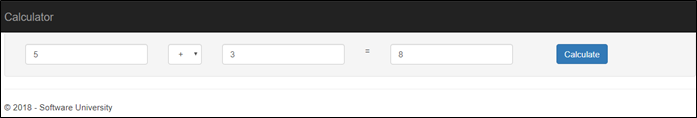 Calculator
5 + 3 = 8 Calculate
© 2018 - Software University